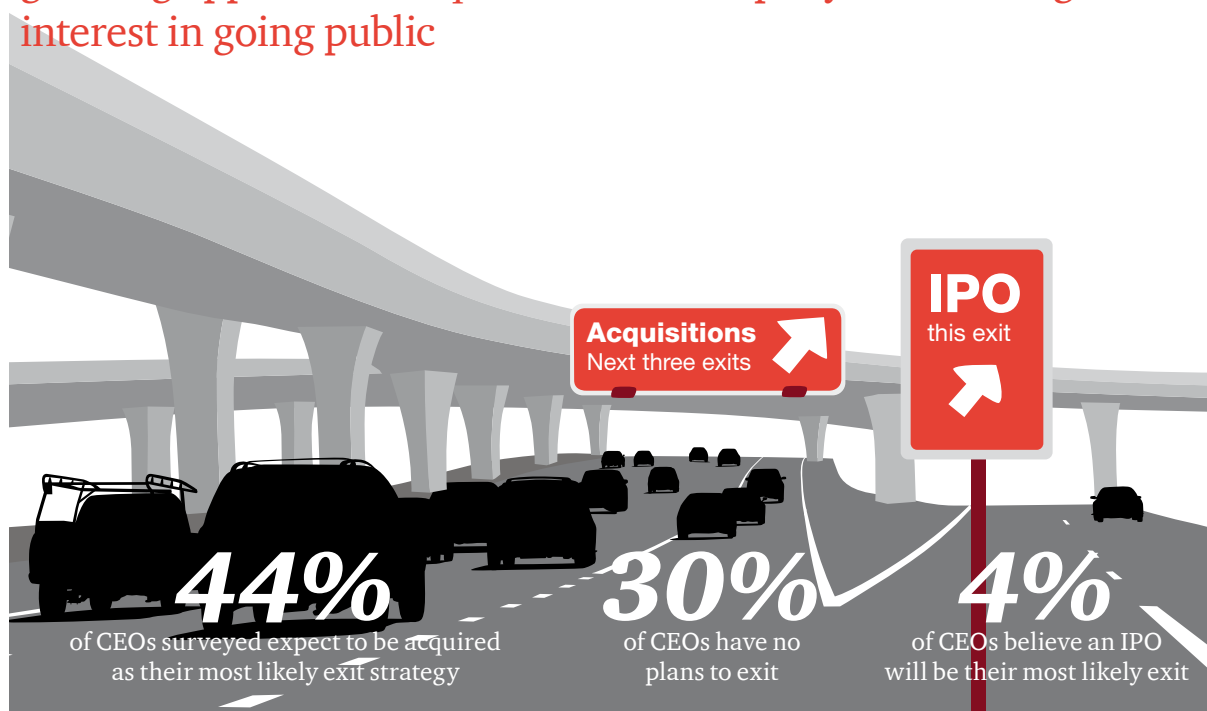 interest in going public
Acquisitions
Next three exits
IPO
this exit
44%
of CEOs surveyed expect to be acquired
as their most likely exit strategy
30%
of CEOs have no
plans to exit
4%
of CEOs believe an IPO
will be their most likely exit